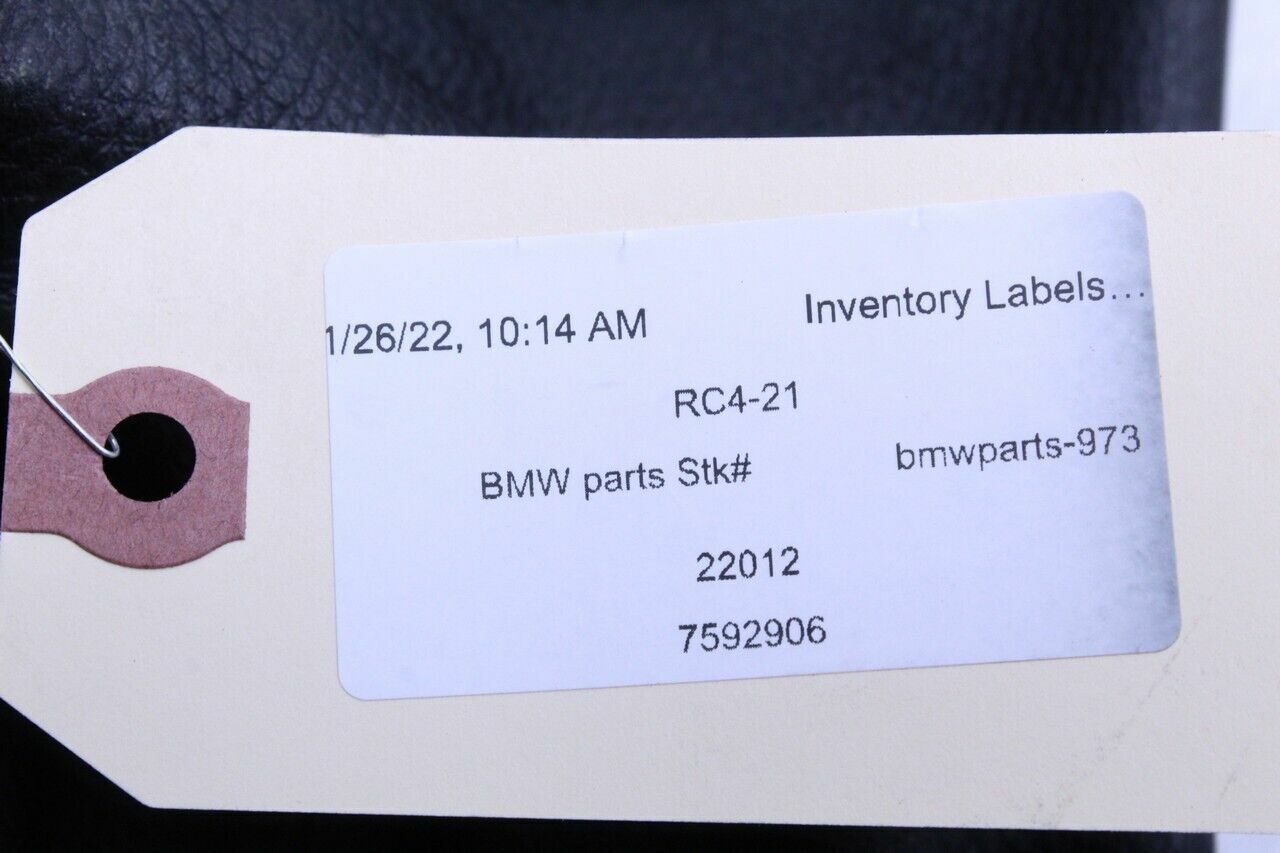 1/26/22, 10:14 AM Inventory Labels...
RC4-21
BMW parts Stk# bmwparts-973
22012
7592906